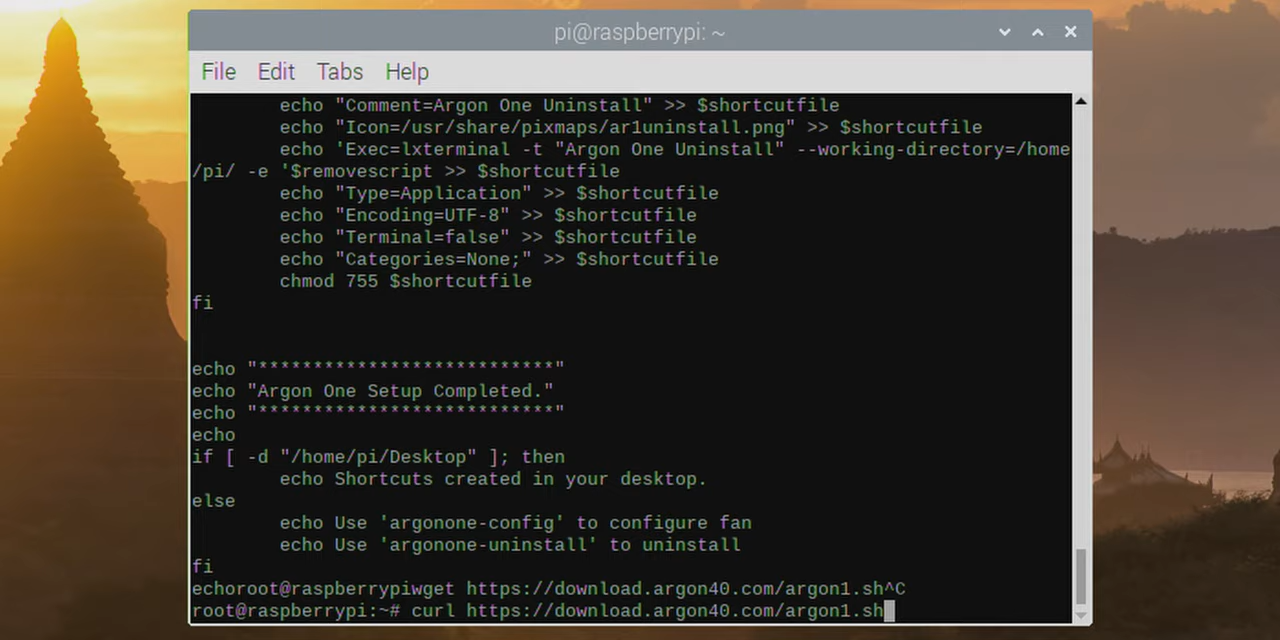 pi@raspberrypi: ~
File Edit Tabs Help
echo "Comment=Argon One Uninstall" >> $shortcutfile
echo "Icon=/usr/share/pixmaps/ar1uninstall.png" >> $shortcutfile
echo 'Exec=lxterminal -t "Argon One Uninstall" --working-directory=/home
/pi/ -e '$removescript >> $shortcutfile
echo "Type=Application" >> $shortcutfile
echo "Encoding=UTF-8" >> $shortcutfile
echo "Terminal=false" >> $shortcutfile
echo "Categories=None;" >> $shortcutfile
chmod 755 $shortcutfile
fi
echo "***************************"
echo "Argon One Setup Completed."
echo "***************************"
echo
if [ -d "/home/pi/Desktop" ]; then
echo Shortcuts created in your desktop.
else
echo Use 'argonone-config' to configure fan
echo Use 'argonone-uninstall' to uninstall
fi
echoroot@raspberrypiwget https://download.argon40.com/argon1.sh^C
root@raspberrypi:~# curl https://download.argon40.com/argon1.sh